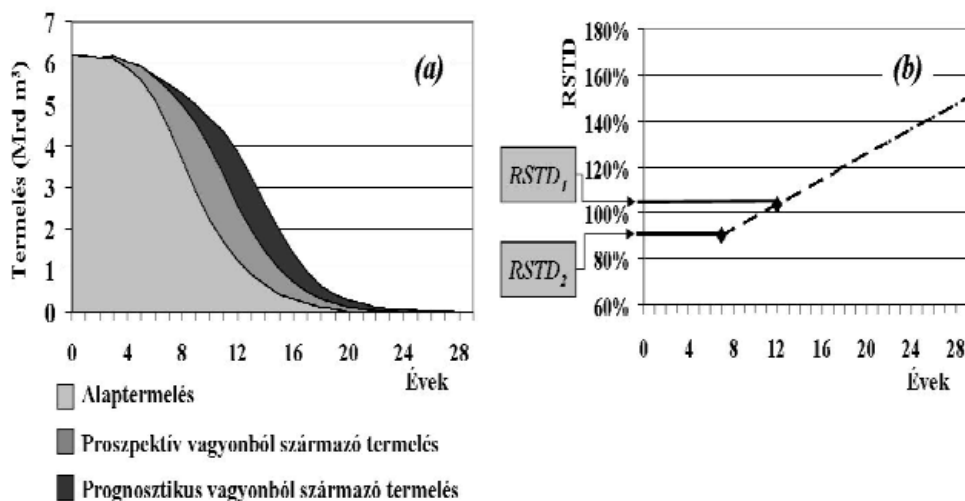 Termelés (Mrd m³)
7
6
5
4
3
2
1
0
(a)
0 4 8 12 16 20 24 28
Évek
Alaptermelés
Proszpektív vagyonból származó termelés
Prognosztikus vagyonból származó termelés
RSTD
180%
160%
140%
120%
100%
80%
60%
(b)
RSTD₁
RSTD₂
0 4 8 12 16 20 24 28
Évek